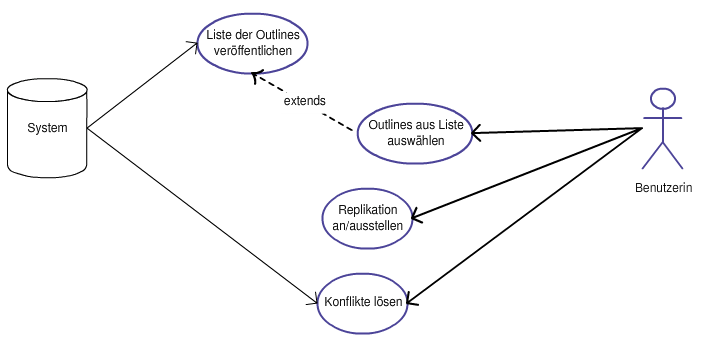 Liste der Outlines
veröffentlichen
extends
System
Outlines aus Liste
auswählen
Benutzerin
Replikation
an/ausstellen
Konflikte lösen